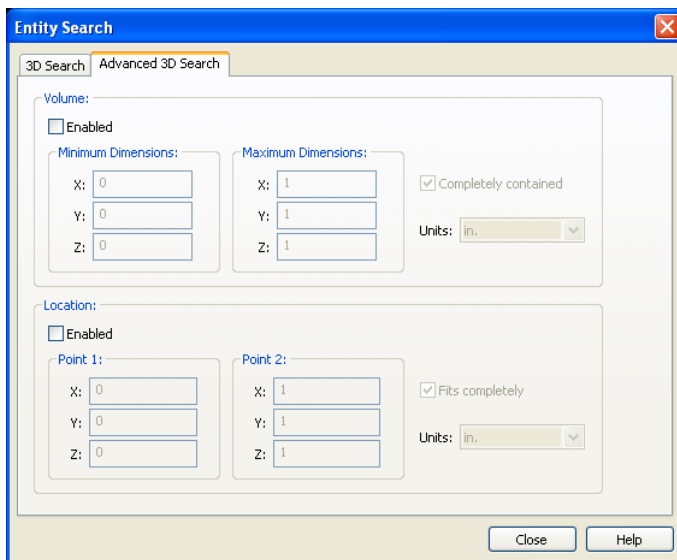 Entity Search
3D Search Advanced 3D Search
Volume:
Enabled
Minimum Dimensions: Maximum Dimensions:
X: 0 X: 1 Completely contained
Y: 0 Y: 1
Units: in.
Z: 0 Z: 1
Location:
Enabled
Point 1: Point 2:
X: 0 X: 1 Fits completely
Y: 0 Y: 1
Units: in.
Z: 0 Z: 1
Close Help